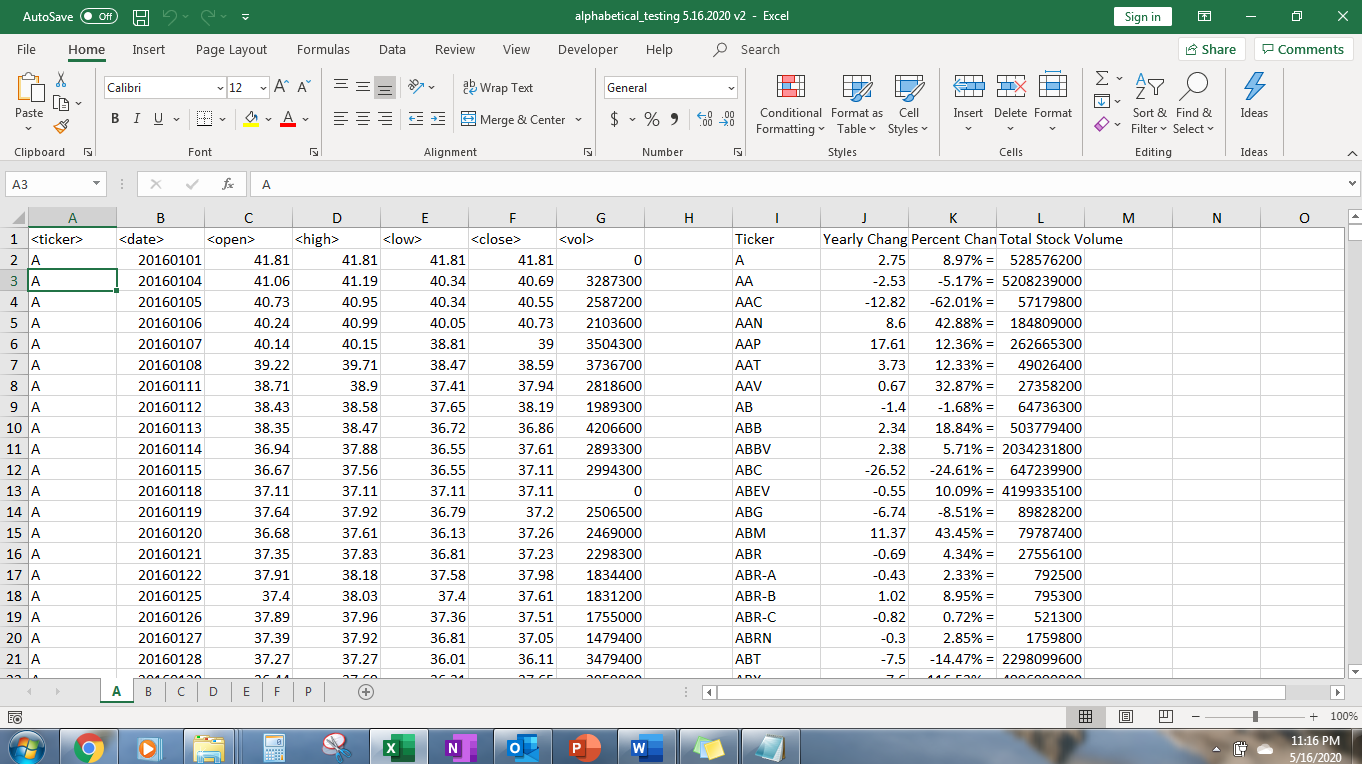 AutoSave Off alphabetical_testing 5.16.2020 v2 - Excel Sign in
File Home Insert Page Layout Formulas Data Review View Developer Help Search Share Comments
Paste Calibri 12 A A ab Wrap Text General Conditional Formatting Format as Table Cell Styles Insert Delete Format Sort & Filter Find & Select Ideas
B I U A Merge & Center $ % 9
Clipboard Font Alignment Number Styles Cells Editing Ideas
A3 fx A
A B C D E F G H I J K L M N O
1 <ticker> <date> <open> <high> <low> <close> <vol> Ticker Yearly Chang Percent Chan Total Stock Volume
2 A 20160101 41.81 41.81 41.81 41.81 0 A 2.75 8.97% = 528576200
3 A 20160104 41.06 41.19 40.34 40.69 3287300 AA -2.53 -5.17% = 5208239000
4 A 20160105 40.73 40.95 40.34 40.55 2587200 AAC -12.82 -62.01% = 57179800
5 A 20160106 40.24 40.99 40.05 40.73 2103600 AAN 8.6 42.88% = 184809000
6 A 20160107 40.14 40.15 38.81 39 3504300 AAP 17.61 12.36% = 262665300
7 A 20160108 39.22 39.71 38.47 38.59 3736700 AAT 3.73 12.33% = 49026400
8 A 20160111 38.71 38.9 37.41 37.94 2818600 AAV 0.67 32.87% = 27358200
9 A 20160112 38.43 38.58 37.65 38.19 1989300 AB -1.4 -1.68% = 64736300
10 A 20160113 38.35 38.47 36.72 36.86 4206600 ABB 2.34 18.84% = 503779400
11 A 20160114 36.94 37.88 36.55 37.61 2893300 ABBV 2.38 5.71% = 2034231800
12 A 20160115 36.67 37.56 36.55 37.11 2994300 ABC -26.52 -24.61% = 647239900
13 A 20160118 37.11 37.11 37.11 37.11 0 ABEV -0.55 10.09% = 4199335100
14 A 20160119 37.64 37.92 36.79 37.2 2506500 ABG -6.74 -8.51% = 89828200
15 A 20160120 36.68 37.61 36.13 37.26 2469000 ABM 11.37 43.45% = 79787400
16 A 20160121 37.35 37.83 36.81 37.23 2298300 ABR -0.69 4.34% = 27556100
17 A 20160122 37.91 38.18 37.58 37.98 1834400 ABR-A -0.43 2.33% = 792500
18 A 20160125 37.4 38.03 37.4 37.61 1831200 ABR-B 1.02 8.95% = 795300
19 A 20160126 37.89 37.96 37.36 37.51 1755000 ABR-C -0.82 0.72% = 521300
20 A 20160127 37.39 37.92 36.81 37.05 1479400 ABRN -0.3 2.85% = 1759800
21 A 20160128 37.27 37.27 36.01 36.11 3479400 ABT -7.5 -14.47% = 2298099600
A B C D E F P
100%
11:16 PM
5/16/2020